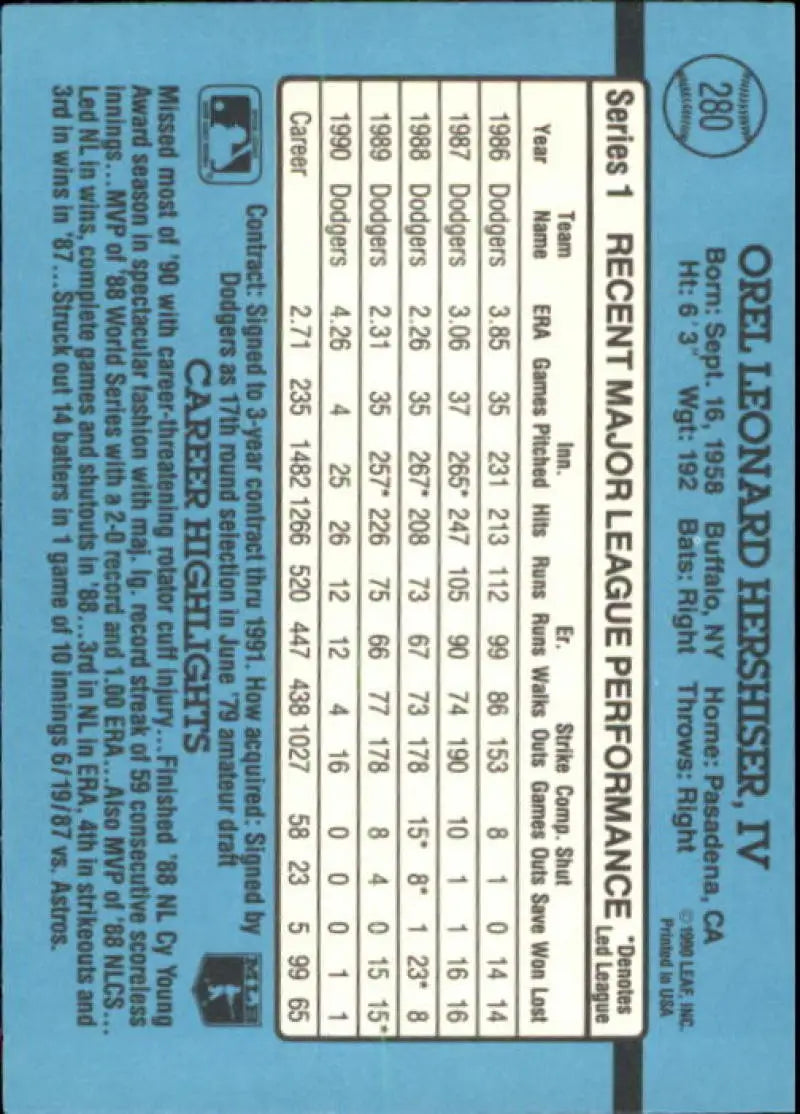 280
OREL LEONARD HERSHISER, IV
Born: Sept. 16, 1958 Buffalo, NY Home: Pasadena, CA
Ht: 6' 3" Wgt: 192 Bats: Right Throws: Right
©1990 LEAF, INC.
Printed in USA
Series 1 RECENT MAJOR LEAGUE PERFORMANCE *Denotes
Led League
Team Inn. Er. Strike Comp. Shut
Year Name ERA Games Pitched Hits Runs Runs Walks Outs Games Outs Save Won Lost
1986 Dodgers 3.85 35 231 213 112 99 86 153 8 1 0 14 14
1987 Dodgers 3.06 37 265* 247 105 90 74 190 10 1 1 16 16
1988 Dodgers 2.26 35 267* 208 73 67 73 178 15* 8* 1 23* 8
1989 Dodgers 2.31 35 257* 226 75 66 77 178 8 4 0 15 15*
1990 Dodgers 4.26 4 25 26 12 12 4 16 0 0 0 1 1
Career 2.71 235 1482 1266 520 447 438 1027 58 23 5 99 65
Contract: Signed to 3-year contract thru 1991. How acquired: Signed by
Dodgers as 17th round selection in June '79 amateur draft
MLB
CAREER HIGHLIGHTS
Missed most of '90 with career-threatening rotator cuff injury...Finished '88 NL Cy Young
Award season in spectacular fashion with maj. lg. record streak of 59 consecutive scoreless
innings...MVP of '88 World Series with a 2-0 record and 1.00 ERA...Also MVP of '88 NLCS...
Led NL in wins, complete games and shutouts in '88...3rd in NL in ERA, 4th in strikeouts and
3rd in wins in '87...Struck out 14 batters in 1 game of 10 innings 6/19/87 vs. Astros.